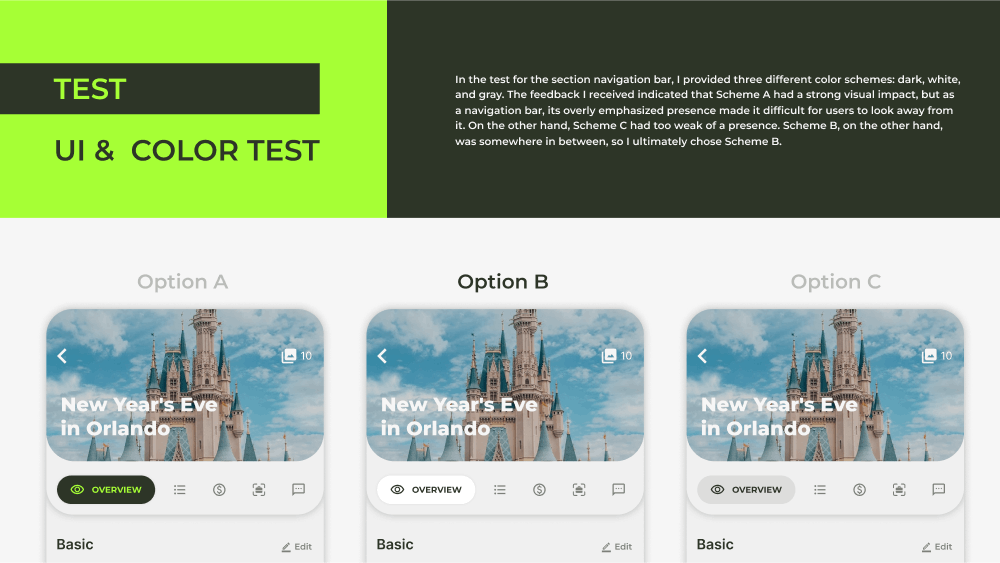 TEST
UI & COLOR TEST
In the test for the section navigation bar, I provided three different color schemes: dark, white,
and gray. The feedback I received indicated that Scheme A had a strong visual impact, but as
a navigation bar, its overly emphasized presence made it difficult for users to look away from
it. On the other hand, Scheme C had too weak of a presence. Scheme B, on the other hand,
was somewhere in between, so I ultimately chose Scheme B.
Option A
10
New Year's Eve
in Orlando
OVERVIEW
Basic
Edit
Option B
10
New Year's Eve
in Orlando
OVERVIEW
Basic
Edit
Option C
10
New Year's Eve
in Orlando
OVERVIEW
Basic
Edit